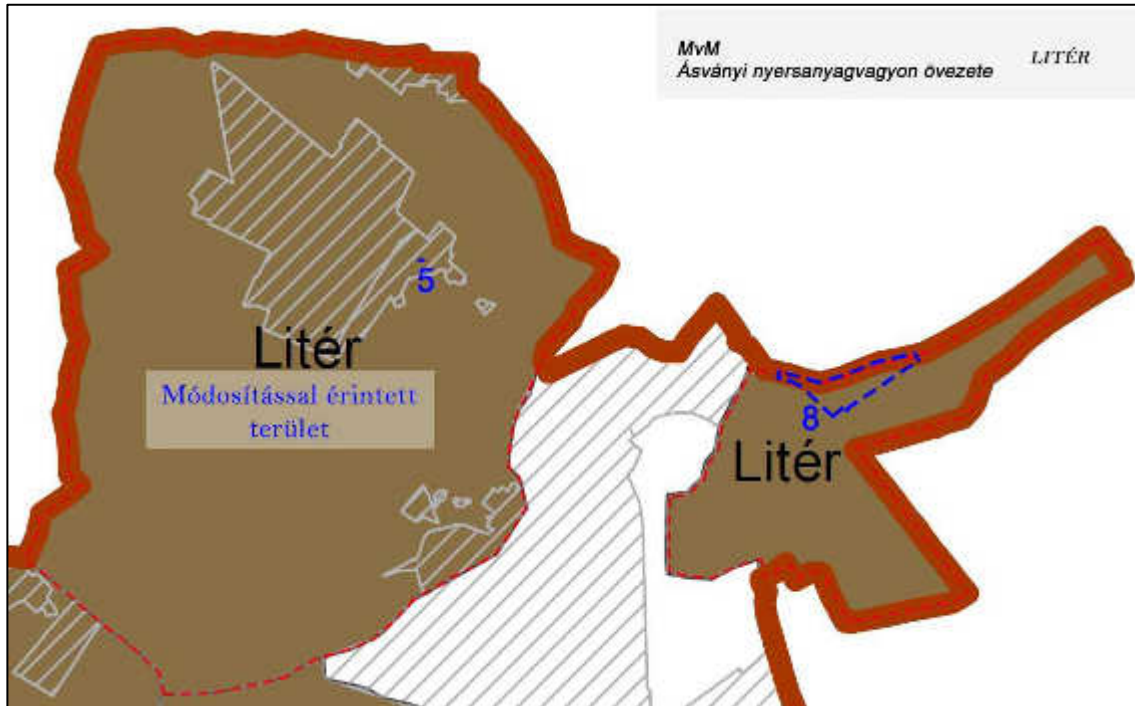 MvM
Ásványi nyersanyagvagyon övezete
LITÉR
5
Litér
Módosítással érintett
terület
8
Litér